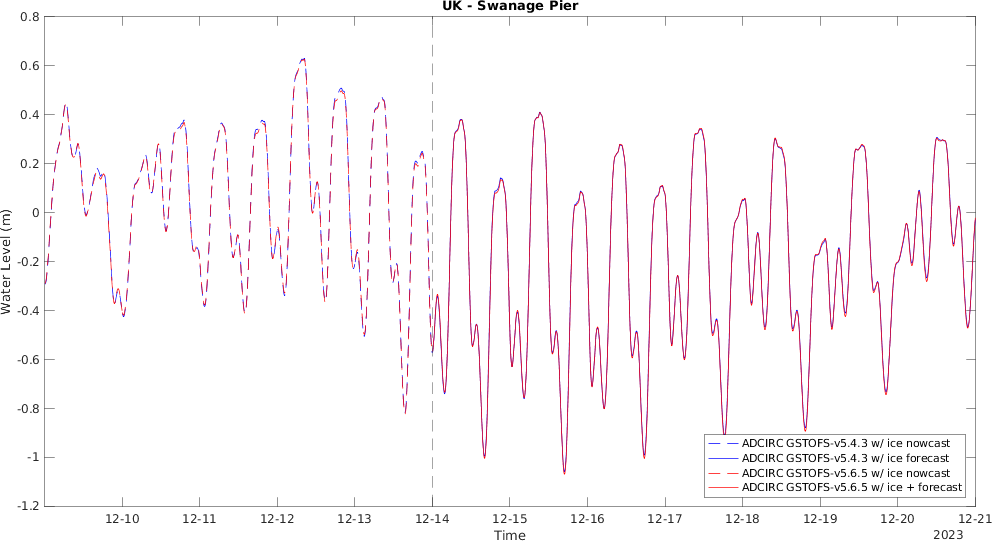 UK - Swanage Pier
0.8
0.6
0.4
0.2
0
-0.2
-0.4
-0.6
-0.8
-1
-1.2
Water Level (m)
ADCIRC GSTOFS-v5.4.3 w/ ice nowcast
ADCIRC GSTOFS-v5.4.3 w/ ice forecast
ADCIRC GSTOFS-v5.6.5 w/ ice nowcast
ADCIRC GSTOFS-v5.6.5 w/ ice + forecast
12-10 12-11 12-12 12-13 12-14 12-15 12-16 12-17 12-18 12-19 12-20 12-21
Time
2023